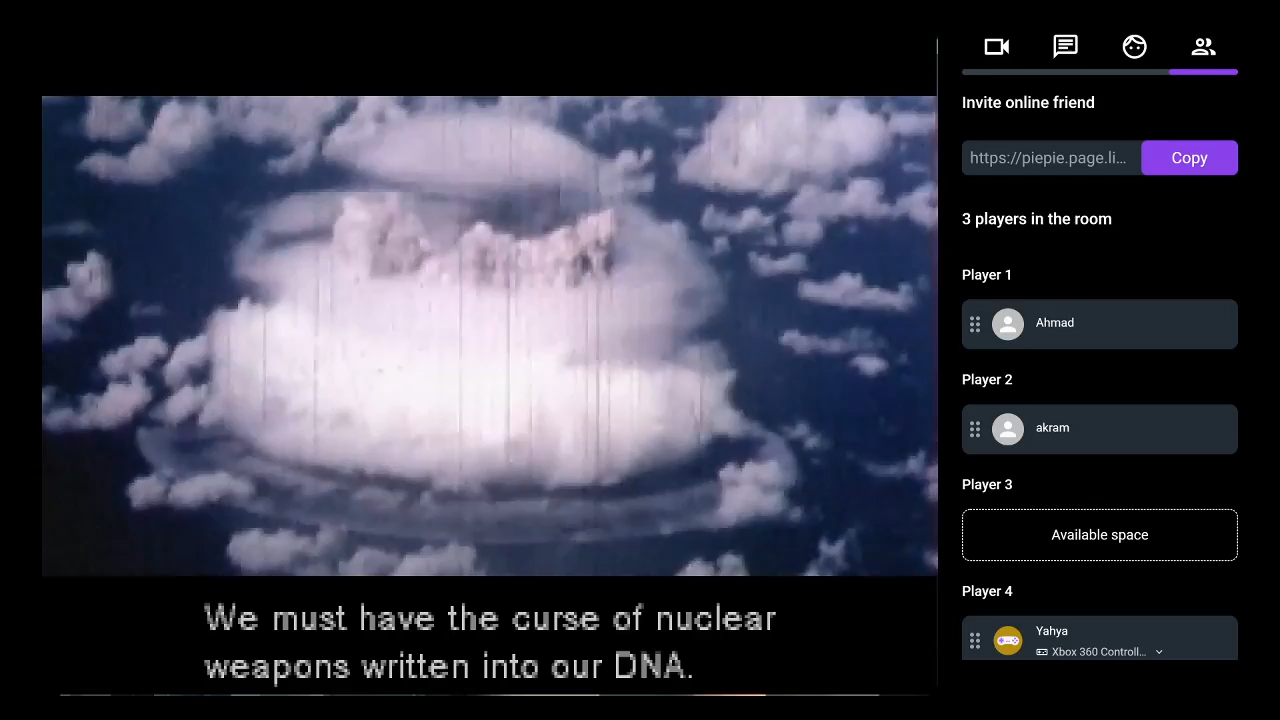 We must have the curse of nuclear
weapons written into our DNA.
Invite online friend
https://piepie.page.li...
Copy
3 players in the room
Player 1
Ahmad
Player 2
akram
Player 3
Available space
Player 4
Yahya
Xbox 360 Controll...